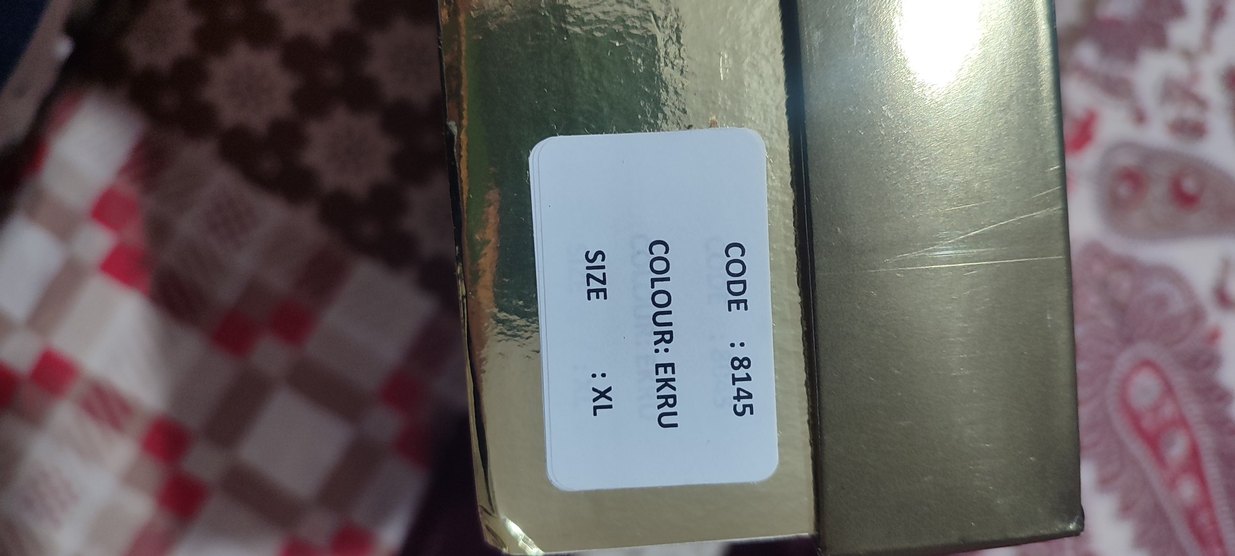 CODE : 8145
COLOUR: EKRU
SIZE : XL